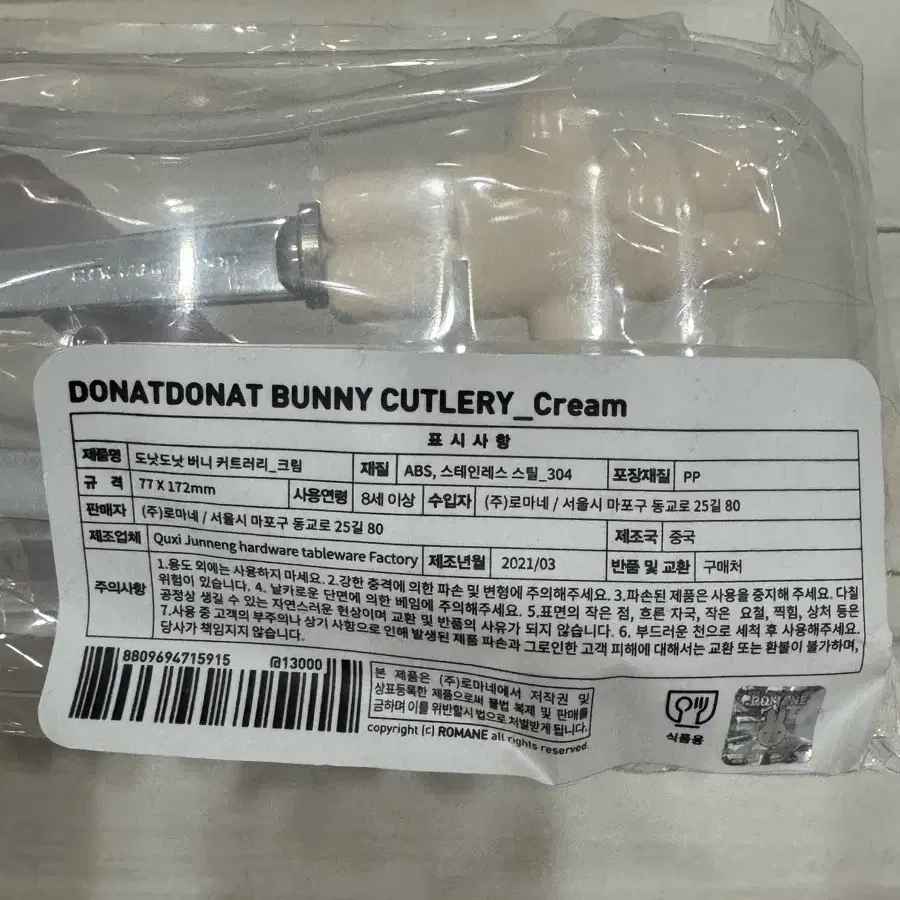 DONATDONAT BUNNY CUTLERY_Cream
표 시 사 항
제품명 도낫도낫 버니 커트러리_크림 재질 ABS, 스테인레스 스틸_304 포장재질 PP
규 격 77 X 172mm 사용연령 8세 이상 수입자 (주)로마네 / 서울시 마포구 동교로 25길 80
판매자 (주)로마네 / 서울시 마포구 동교로 25길 80 제조국 중국
제조업체 Quxi Junneng hardware tableware Factory 제조년월 2021/03 반품 및 교환 구매처
주의사항
1.용도 외에는 사용하지 마세요. 2.강한 충격에 의한 파손 및 변형에 주의해주세요. 3.파손된 제품은 사용을 중지해 주세요. 다칠
위험이 있습니다. 4. 날카로운 단면에 의한 베임에 주의해주세요. 5.표면의 작은 점, 흐른 자국, 작은 요철, 찍힘, 상처 등은
공정상 생길 수 있는 자연스러운 현상이며 교환 및 반품의 사유가 되지 않습니다. 6. 부드러운 천으로 세척 후 사용해주세요.
7.사용 중 고객의 부주의나 상기 사항으로 인해 발생된 제품 파손과 그로인한 고객 피해에 대해서는 교환 또는 환불이 불가하며,
당사가 책임지지 않습니다.
8809694715915 @13000
본 제품은 (주)로마네에서 저작권 및
상표등록한 제품으로써 불법 복제 및 판매를
금하며 이를 위반할시 법으로 처벌받게 됩니다.
copyright (c) ROMANE all rights reserved.
식품용
ROMANE